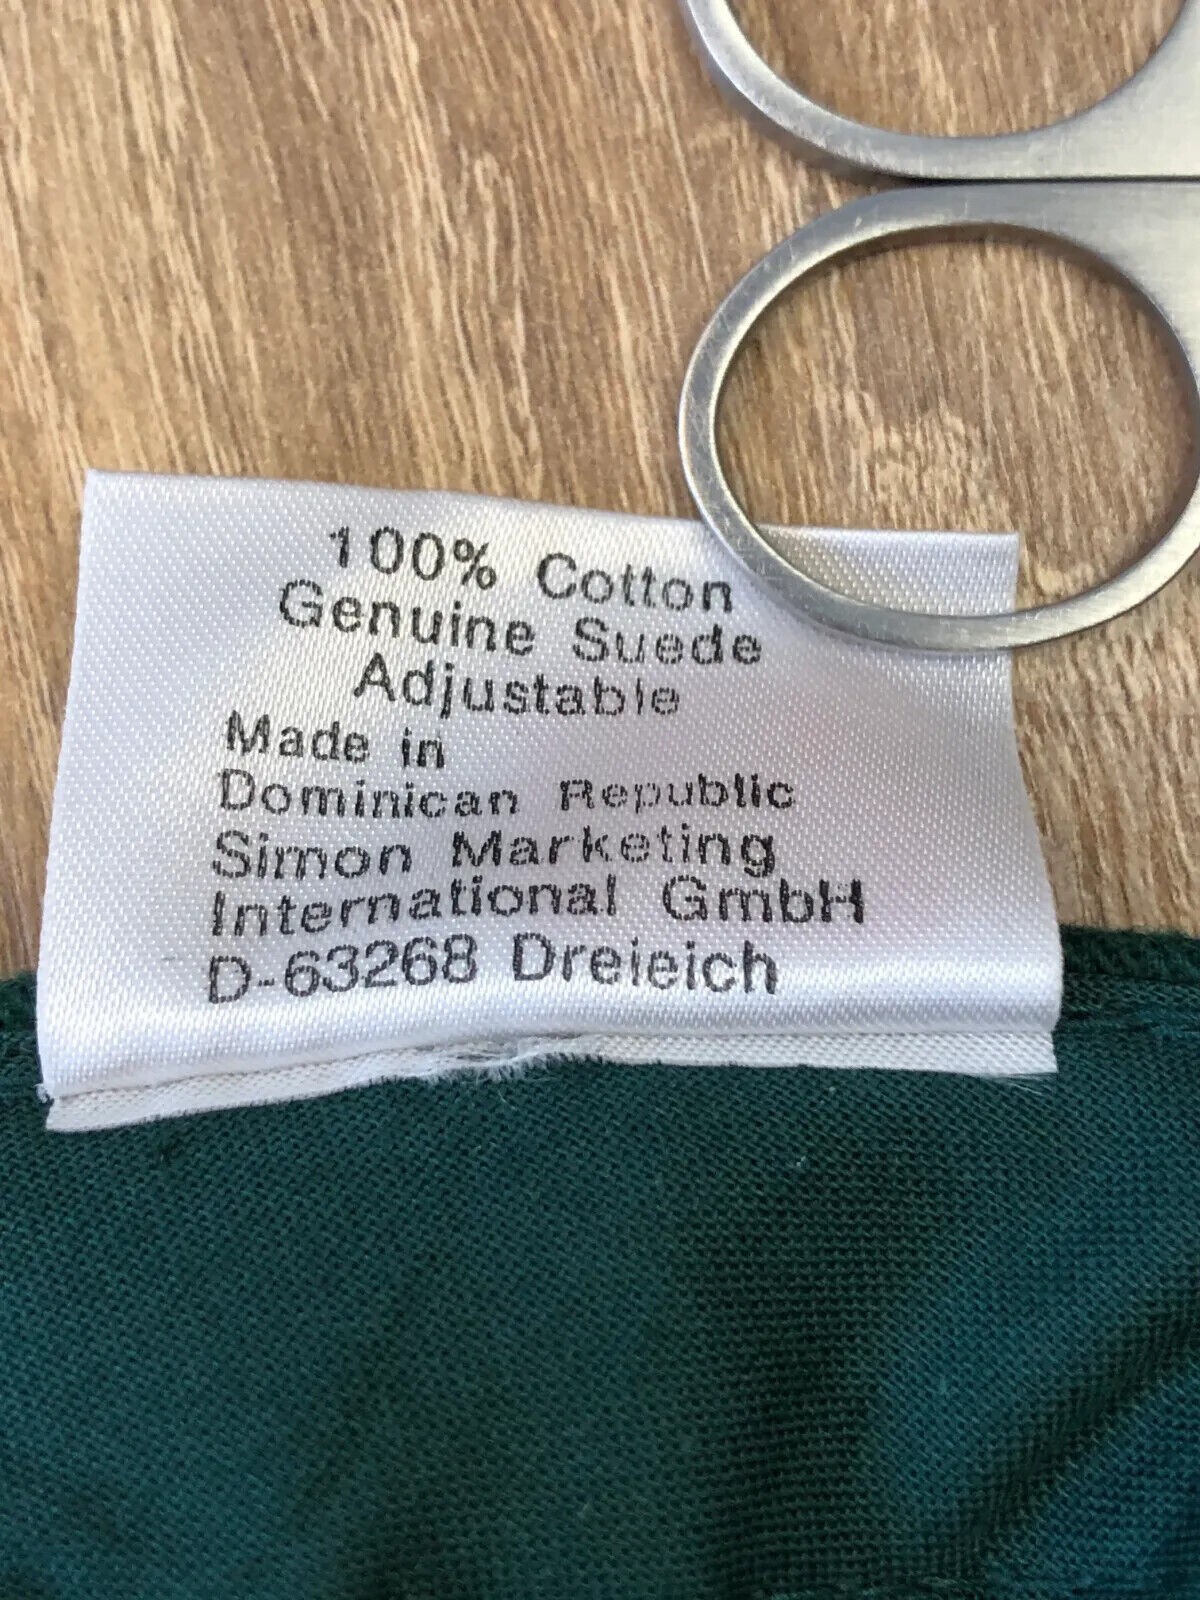 100% Cotton
Genuine Suede
Adjustable
Made in
Dominican Republic
Simon Marketing
International GmbH
D-63268 Dreieich